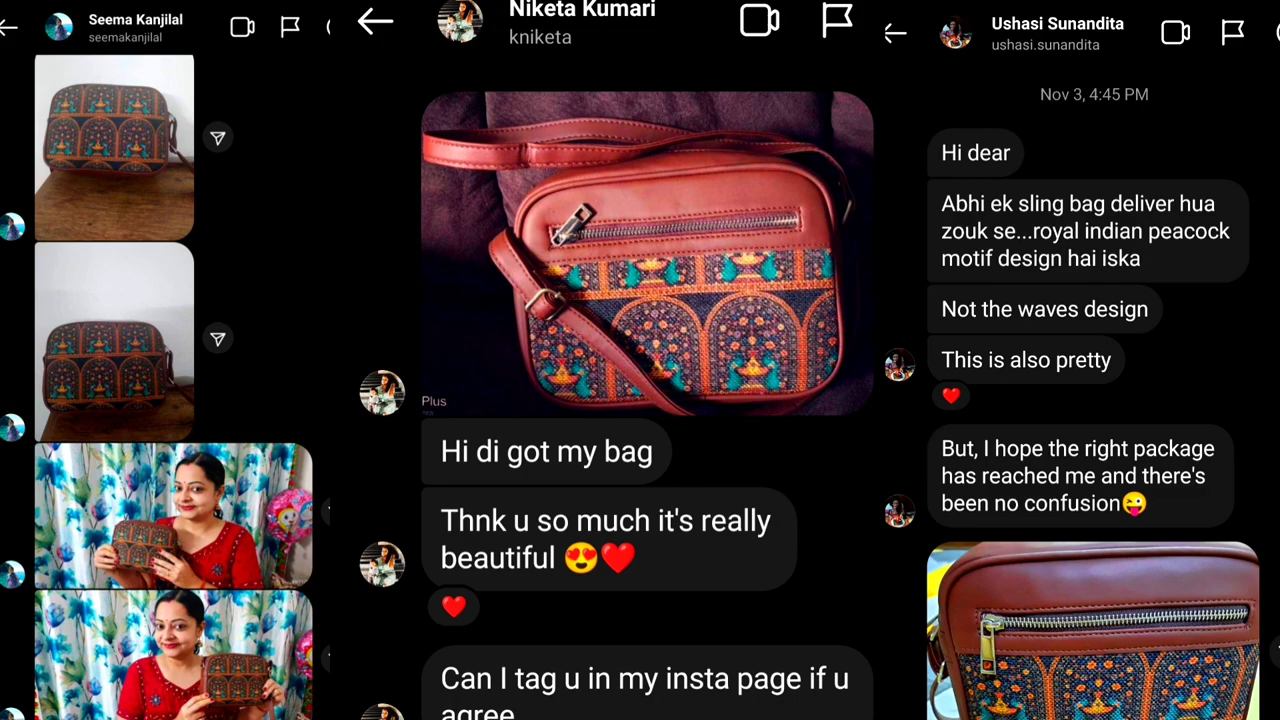 Seema Kanjilal
seemakanjilal
Niketa Kumari
kniketa
Plus
Hi di got my bag
Thnk u so much it's really
beautiful 😍❤️
❤️
Can I tag u in my insta page if u
agree
Ushasi Sunandita
ushasi.sunandita
Nov 3, 4:45 PM
Hi dear
Abhi ek sling bag deliver hua
zouk se...royal indian peacock
motif design hai iska
Not the waves design
This is also pretty
❤️
But, I hope the right package
has reached me and there's
been no confusion😜